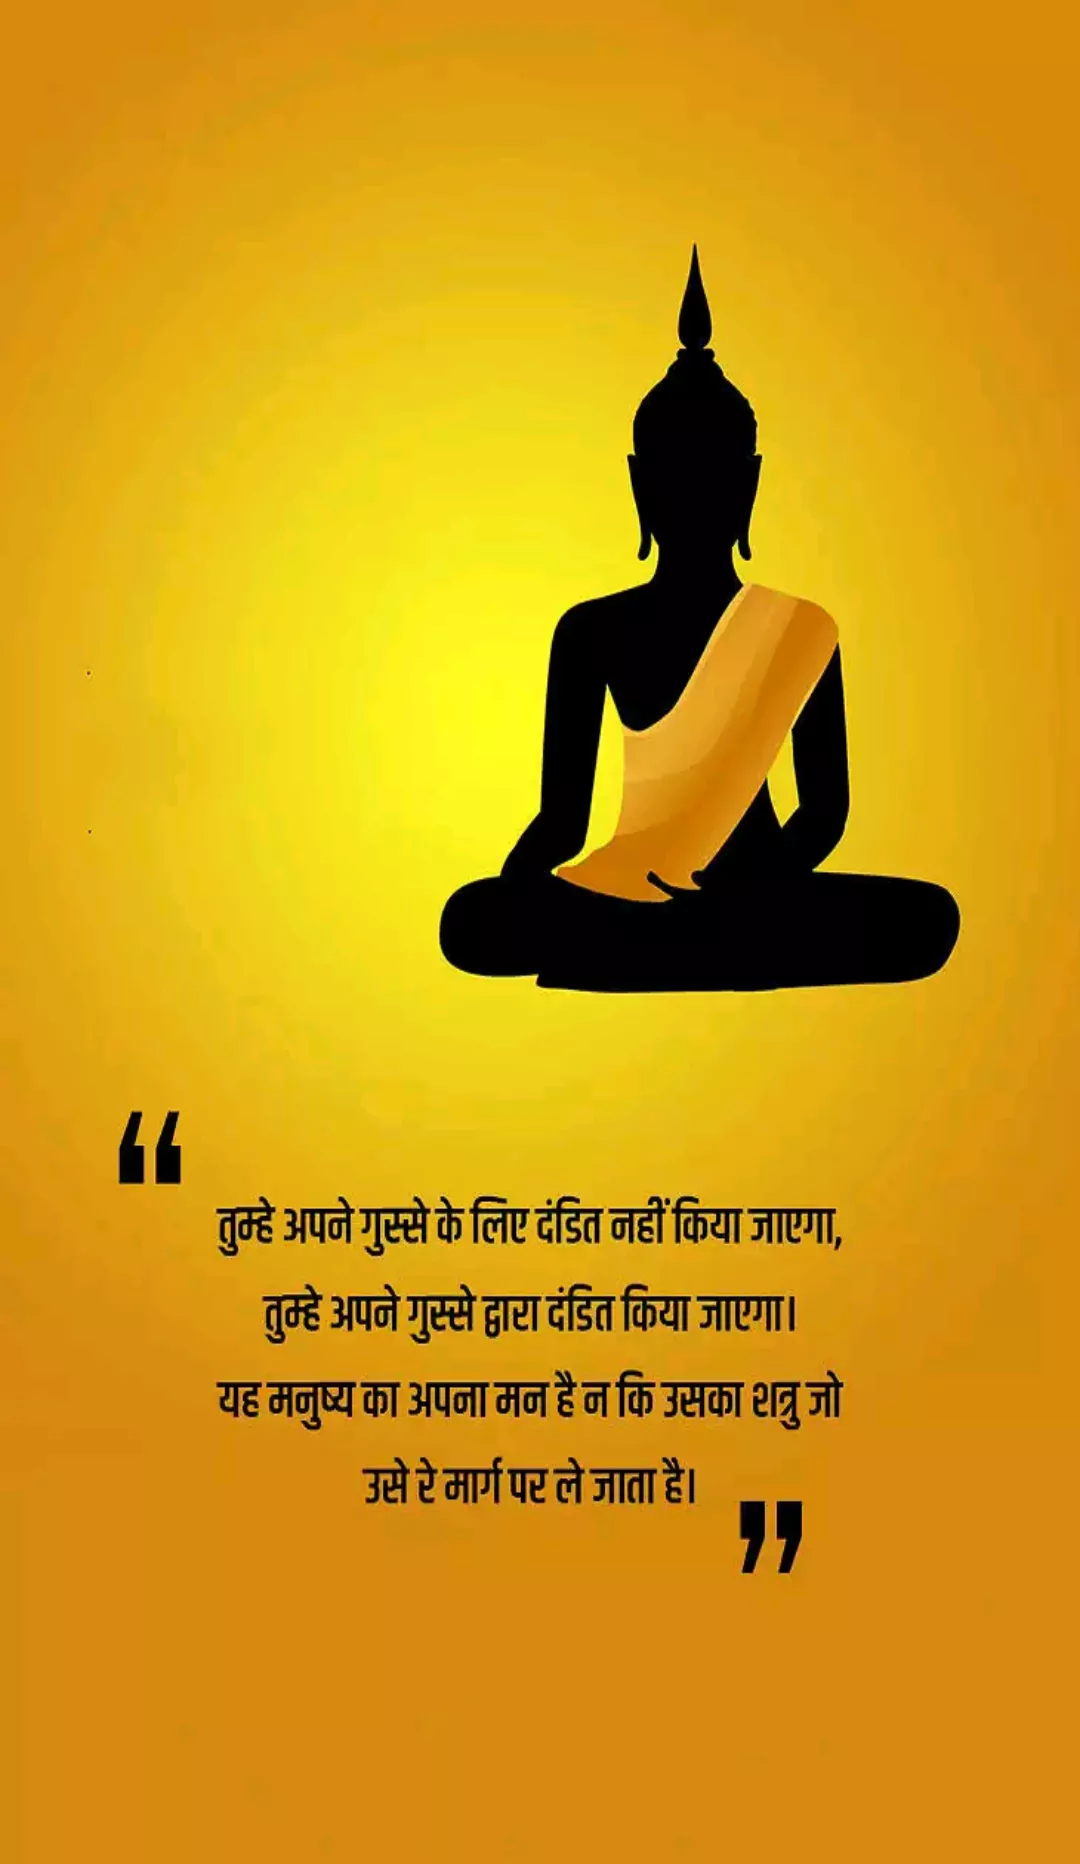 “
तुम्हे अपने गुस्से के लिए दंडित नहीं किया जाएगा,
तुम्हे अपने गुस्से द्वारा दंडित किया जाएगा।
यह मनुष्य का अपना मन है न कि उसका शत्रु जो
उसे रे मार्ग पर ले जाता है।
”